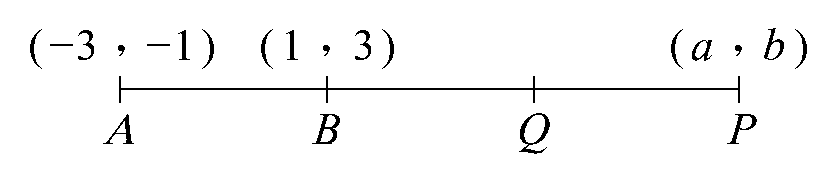 (−3 , −1) (1 , 3) (a , b)
A B Q P